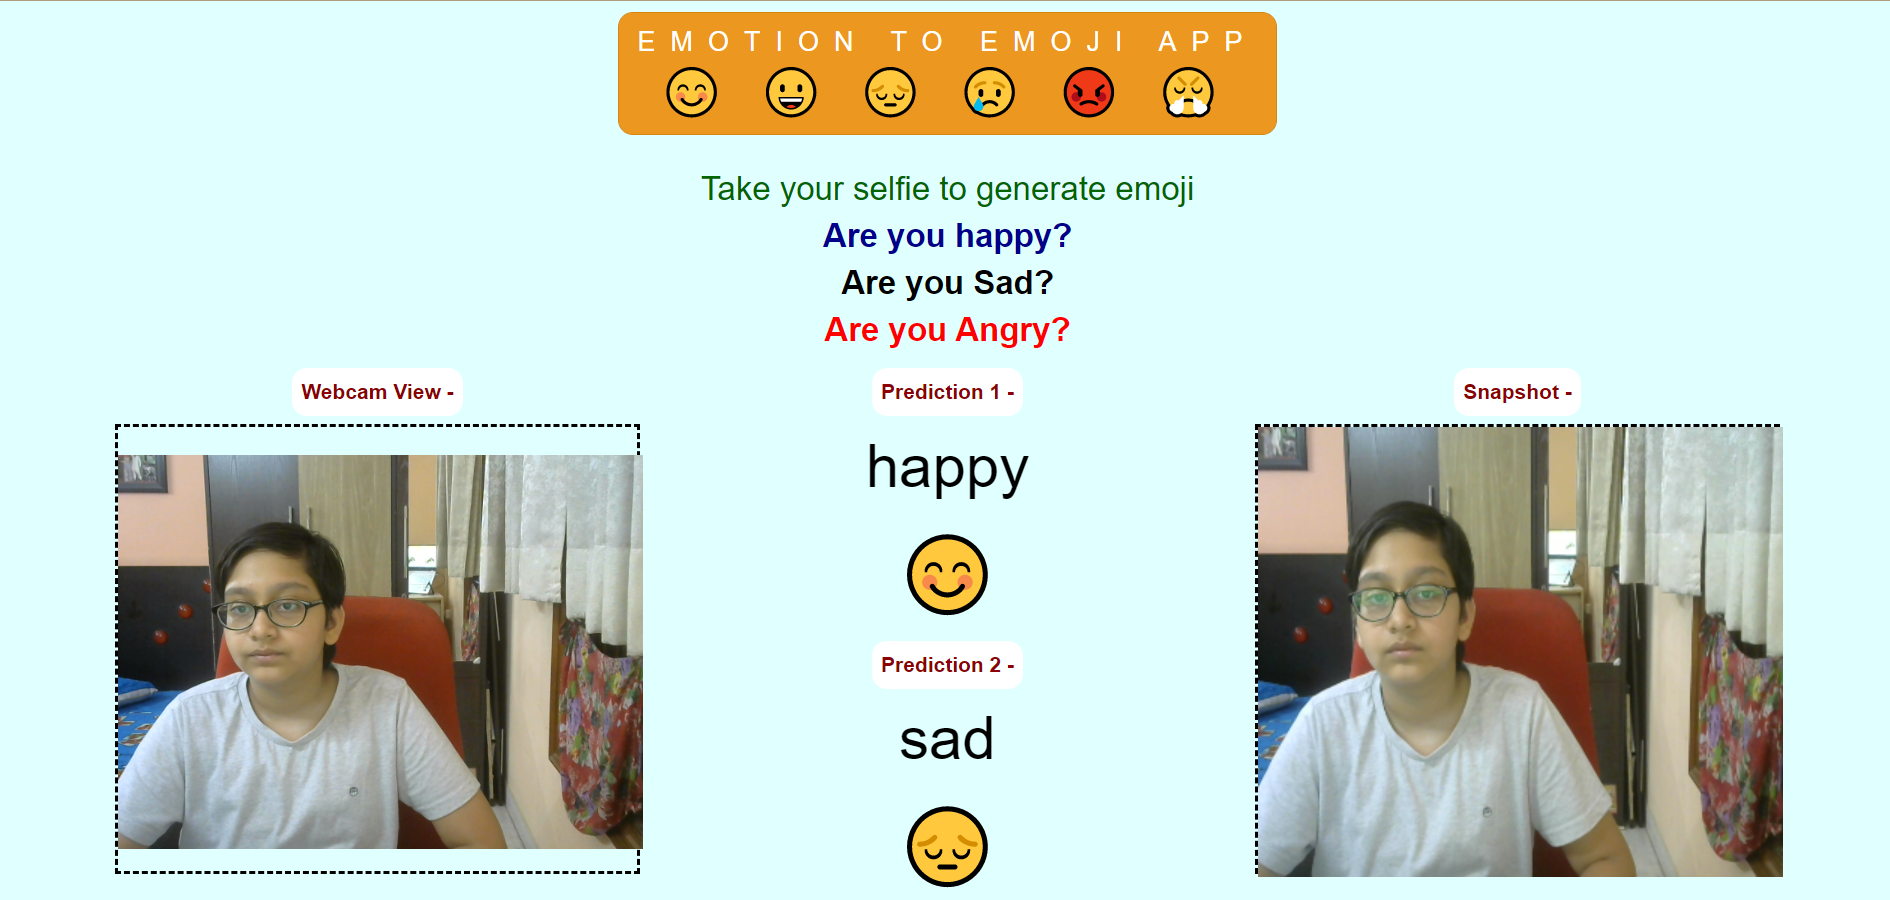 EMOTION TO EMOJI APP
Take your selfie to generate emoji
Are you happy?
Are you Sad?
Are you Angry?
Webcam View -
Prediction 1 -
Snapshot -
happy
Prediction 2 -
sad